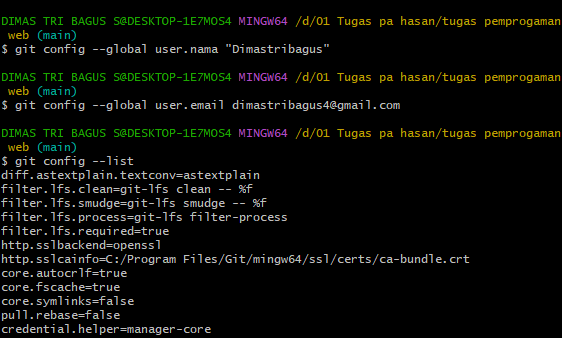 DIMAS TRI BAGUS S@DESKTOP-1E7MOS4 MINGW64 /d/01 Tugas pa hasan/tugas pemprogaman
web (main)
$ git config --global user.nama "Dimastribagus"
DIMAS TRI BAGUS S@DESKTOP-1E7MOS4 MINGW64 /d/01 Tugas pa hasan/tugas pemprogaman
web (main)
$ git config --global user.email dimastribagus4@gmail.com
DIMAS TRI BAGUS S@DESKTOP-1E7MOS4 MINGW64 /d/01 Tugas pa hasan/tugas pemprogaman
web (main)
$ git config --list
diff.astextplain.textconv=astextplain
filter.lfs.clean=git-lfs clean -- %f
filter.lfs.smudge=git-lfs smudge -- %f
filter.lfs.process=git-lfs filter-process
filter.lfs.required=true
http.sslbackend=openssl
http.sslcainfo=C:/Program Files/Git/mingw64/ssl/certs/ca-bundle.crt
core.autocrlf=true
core.fscache=true
core.symlinks=false
pull.rebase=false
credential.helper=manager-core